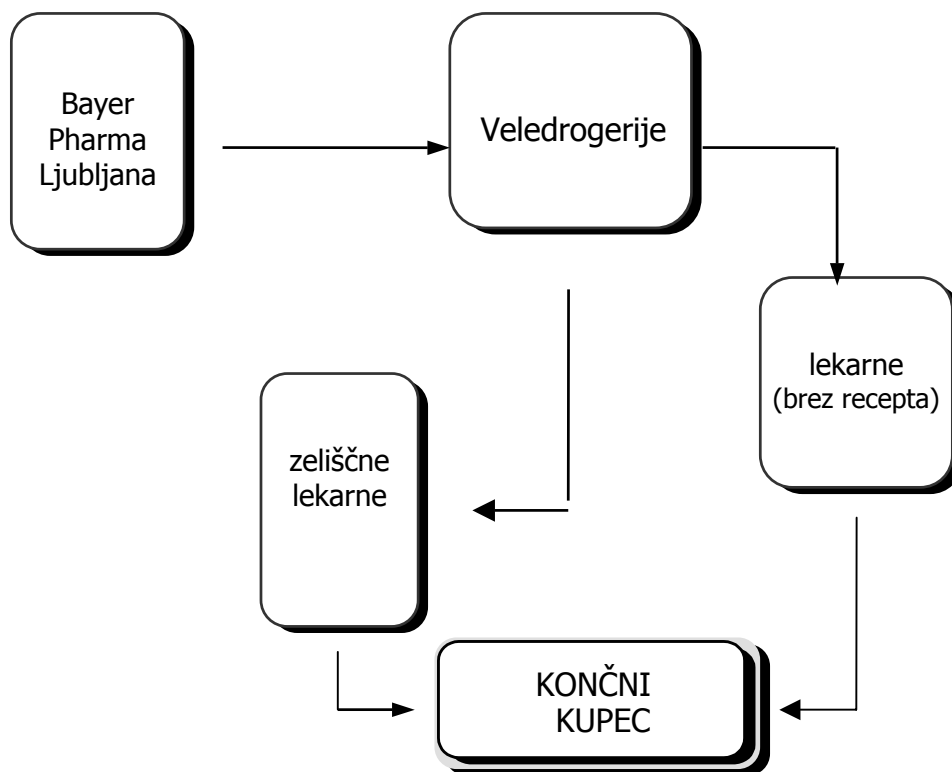 Bayer
Pharma
Ljubljana
Veledrogerije
lekarne
(brez recepta)
zeliščne
lekarne
KONČNI
KUPEC